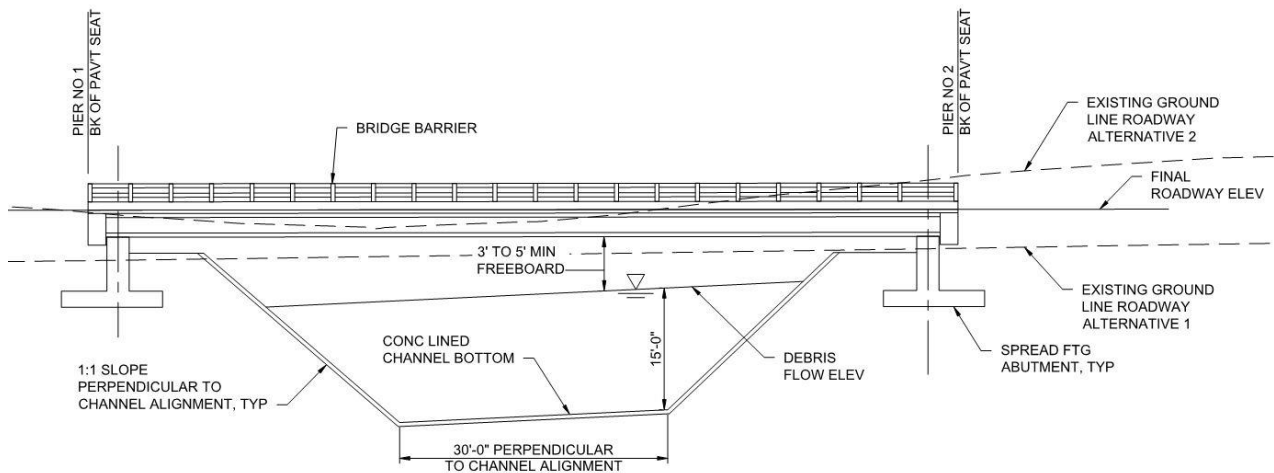 PIER NO 1
BK OF PAV'T SEAT
BRIDGE BARRIER
PIER NO 2
BK OF PAV'T SEAT
EXISTING GROUND
LINE ROADWAY
ALTERNATIVE 2
FINAL
ROADWAY ELEV
3' TO 5' MIN
FREEBOARD
EXISTING GROUND
LINE ROADWAY
ALTERNATIVE 1
CONC LINED
CHANNEL BOTTOM
15'-0"
DEBRIS
FLOW ELEV
SPREAD FTG
ABUTMENT, TYP
1:1 SLOPE
PERPENDICULAR TO
CHANNEL ALIGNMENT, TYP
30'-0" PERPENDICULAR
TO CHANNEL ALIGNMENT